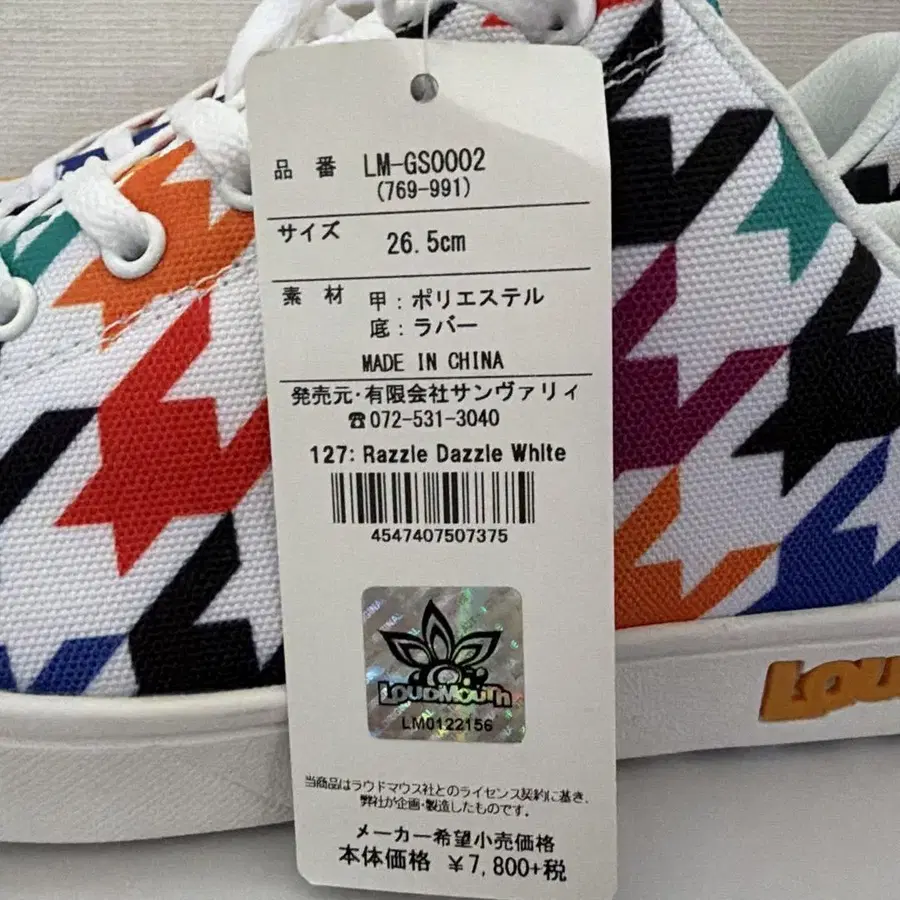 品番 LM-GS0002
(769-991)
サイズ 26.5cm
素材 甲：ポリエステル
底：ラバー
MADE IN CHINA
発売元・有限会社サンヴァリィ
☎072-531-3040
127: Razzle Dazzle White
4547407507375
ORIGINAL
LOUDMOUTH
LM0122156
当商品はラウドマウス社とのライセンス契約に基き、
弊社が企画・製造したものです。
メーカー希望小売価格
本体価格 ¥7,800+税